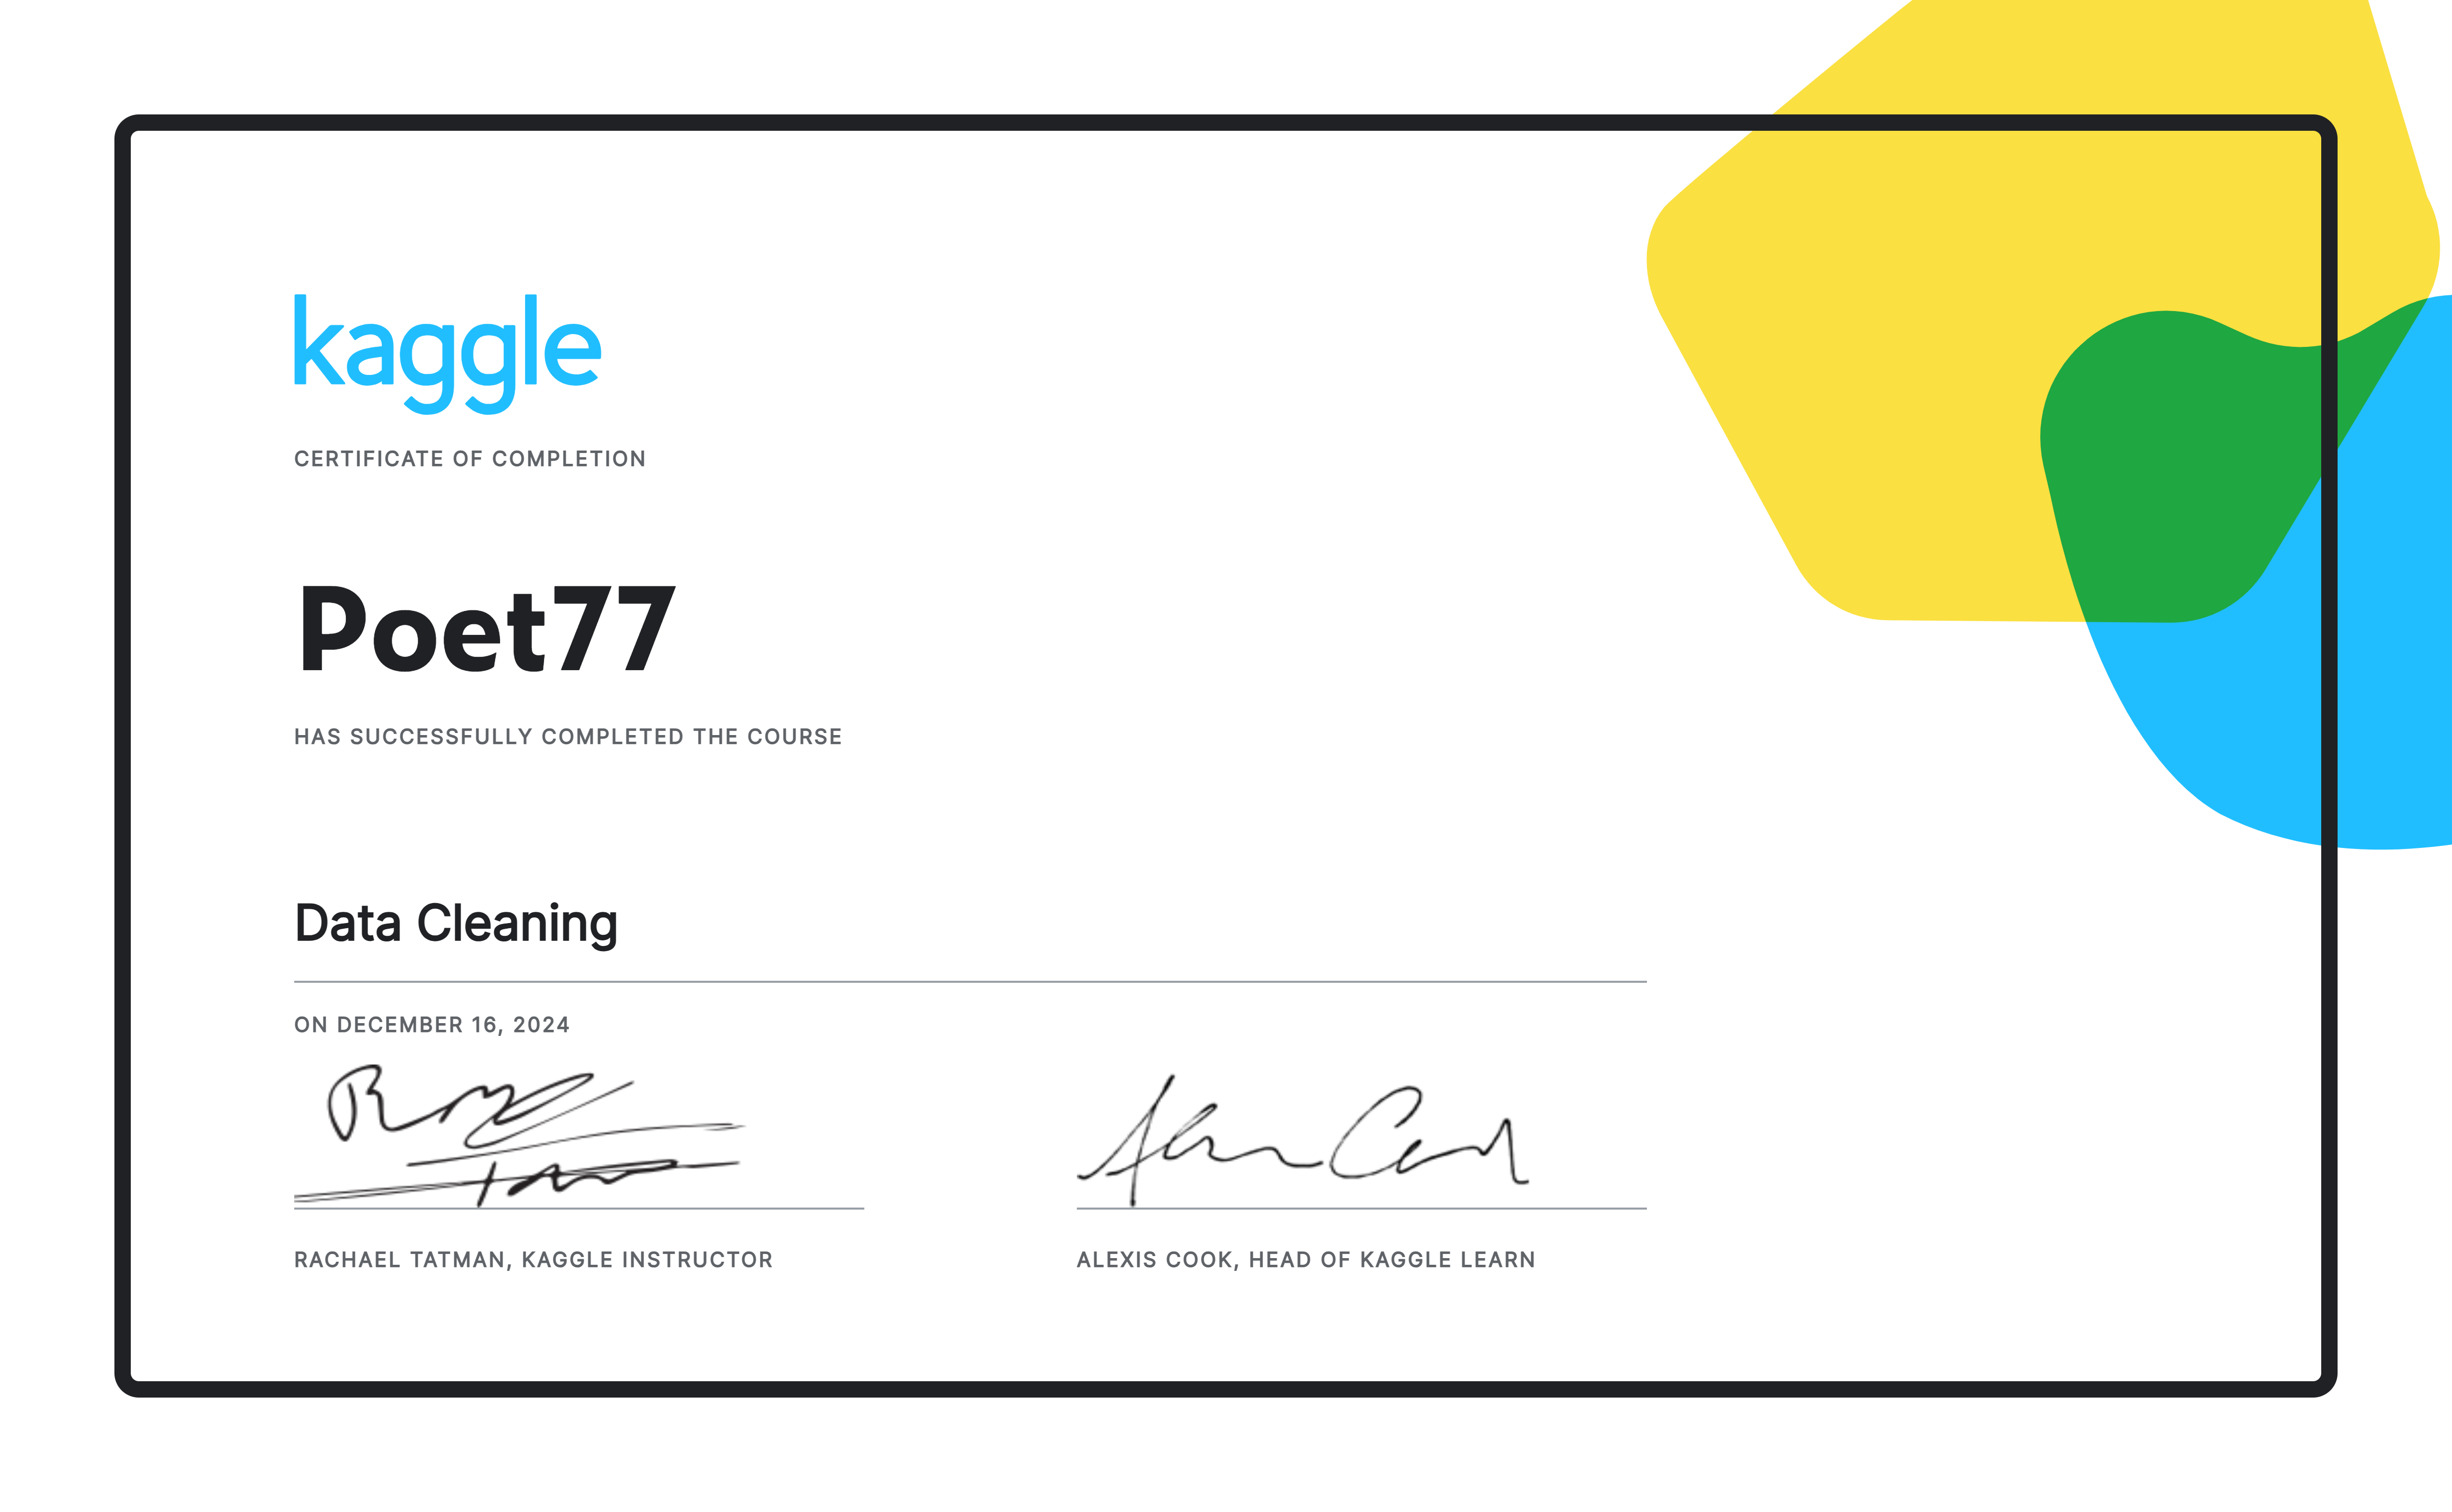 kaggle
CERTIFICATE OF COMPLETION
Poet77
HAS SUCCESSFULLY COMPLETED THE COURSE
Data Cleaning
ON DECEMBER 16, 2024
RACHAEL TATMAN, KAGGLE INSTRUCTOR
ALEXIS COOK, HEAD OF KAGGLE LEARN